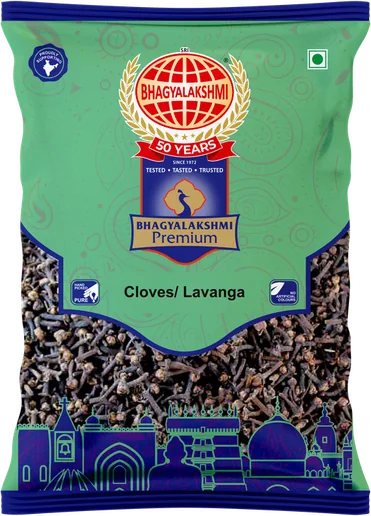 PROUDLY
SUPPORTING
SRI
BHAGYALAKSHMI
50 YEARS
SINCE 1972
TESTED • TASTED • TRUSTED
BHAGYALAKSHMI
Premium
HAND
PICKED
&
PURE
NO
ARTIFICIAL
COLOURS
Cloves/ Lavanga